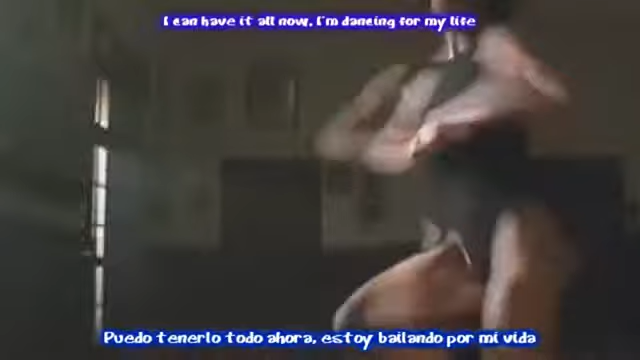 I can have it all now, I'm dancing for my life
Puedo tenerlo todo ahora, estoy bailando por mi vida